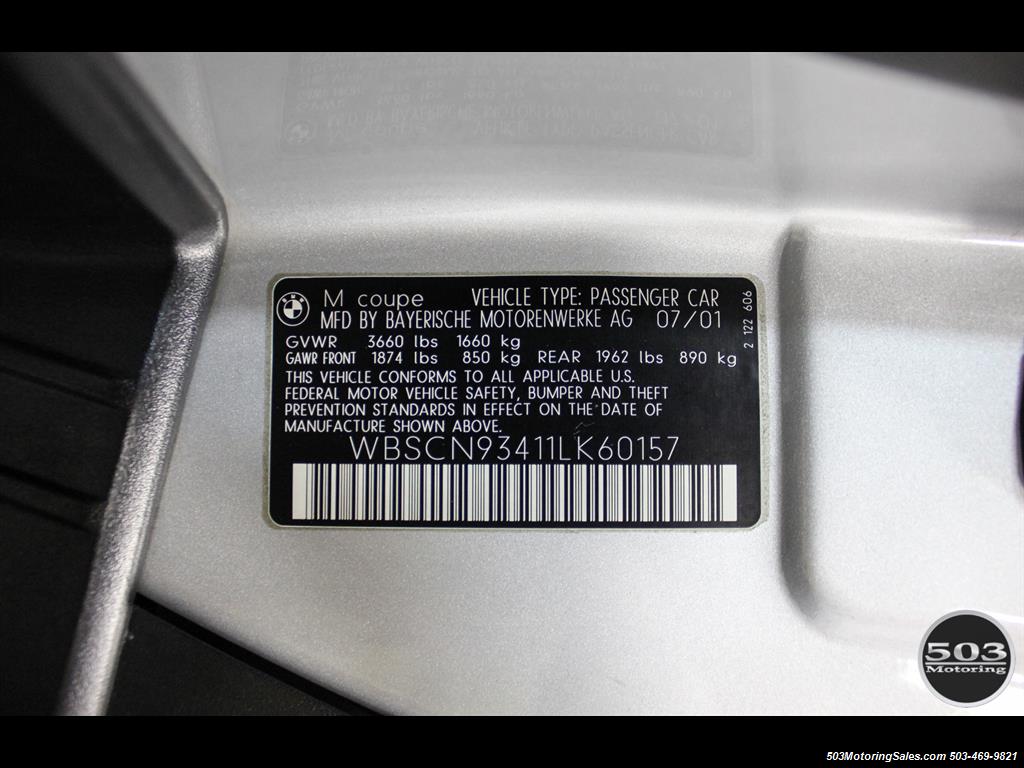 M coupe VEHICLE TYPE: PASSENGER CAR
MFD BY BAYERISCHE MOTORENWERKE AG 07/01
GVWR 3660 lbs 1660 kg
GAWR FRONT 1874 lbs 850 kg REAR 1962 lbs 890 kg
THIS VEHICLE CONFORMS TO ALL APPLICABLE U.S.
FEDERAL MOTOR VEHICLE SAFETY, BUMPER AND THEFT
PREVENTION STANDARDS IN EFFECT ON THE DATE OF
MANUFACTURE SHOWN ABOVE.
WBSCN93411LK60157
2 122 606
BMW
503
Motoring
503MotoringSales.com 503-469-9821